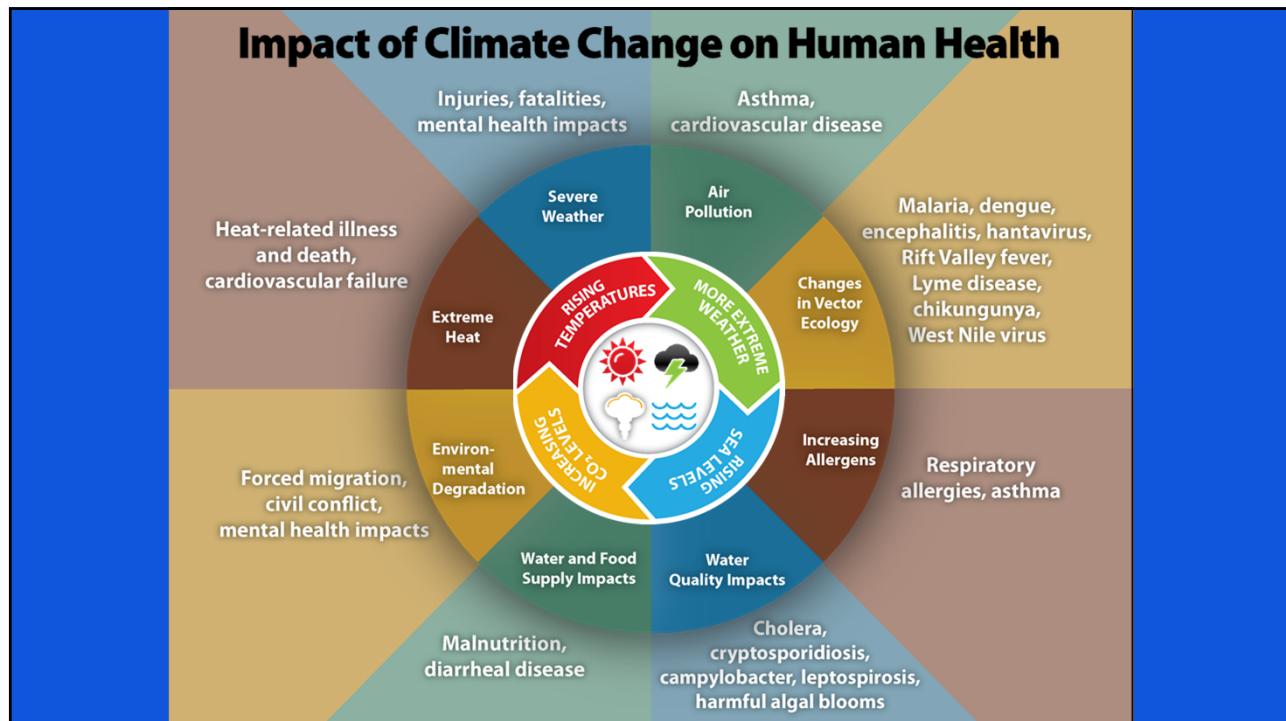 Impact of Climate Change on Human Health
Injuries, fatalities,
mental health impacts
Asthma,
cardiovascular disease
Severe
Weather
Air
Pollution
Heat-related illness
and death,
cardiovascular failure
Extreme
Heat
Changes
in Vector
Ecology
Malaria, dengue,
encephalitis, hantavirus,
Rift Valley fever,
Lyme disease,
chikungunya,
West Nile virus
RISING
TEMPERATURES
MORE EXTREME
WEATHER
INCREASING
CO₂ LEVELS
RISING
SEA LEVELS
Forced migration,
civil conflict,
mental health impacts
Environ-
mental
Degradation
Increasing
Allergens
Respiratory
allergies, asthma
Water and Food
Supply Impacts
Water
Quality Impacts
Malnutrition,
diarrheal disease
Cholera,
cryptosporidiosis,
campylobacter, leptospirosis,
harmful algal blooms